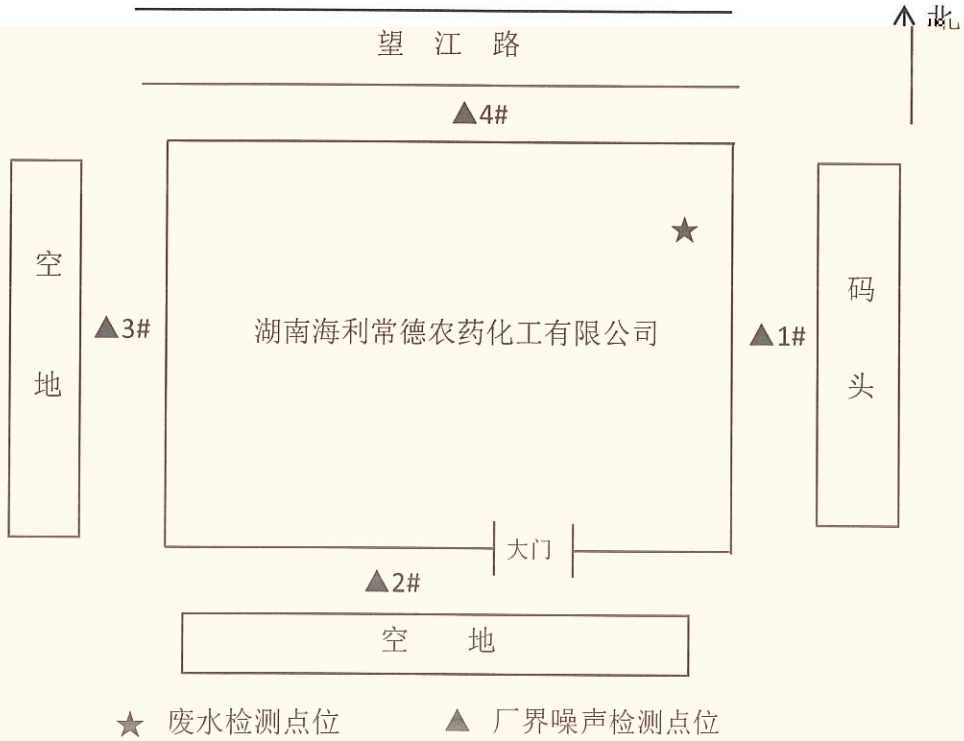 北
望 江 路
▲4#
空
地
▲3#
湖南海利常德农药化工有限公司
★
▲1#
码
头
大门
▲2#
空 地
★ 废水检测点位 ▲ 厂界噪声检测点位